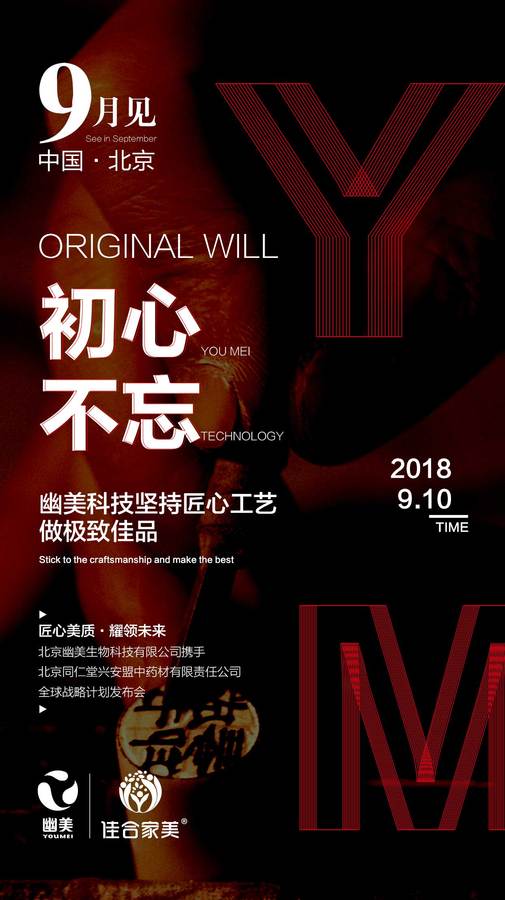 9月见
See in September
中国·北京
ORIGINAL WILL
初心
YOU MEI
不忘
TECHNOLOGY
2018
9.10
TIME
幽美科技坚持匠心工艺
做极致佳品
Stick to the craftsmanship and make the best
匠心美质·耀领未来
北京幽美生物科技有限公司携手
北京同仁堂兴安盟中药材有限责任公司
全球战略计划发布会
幽美
YOUMEI
佳合家美®
Y
M